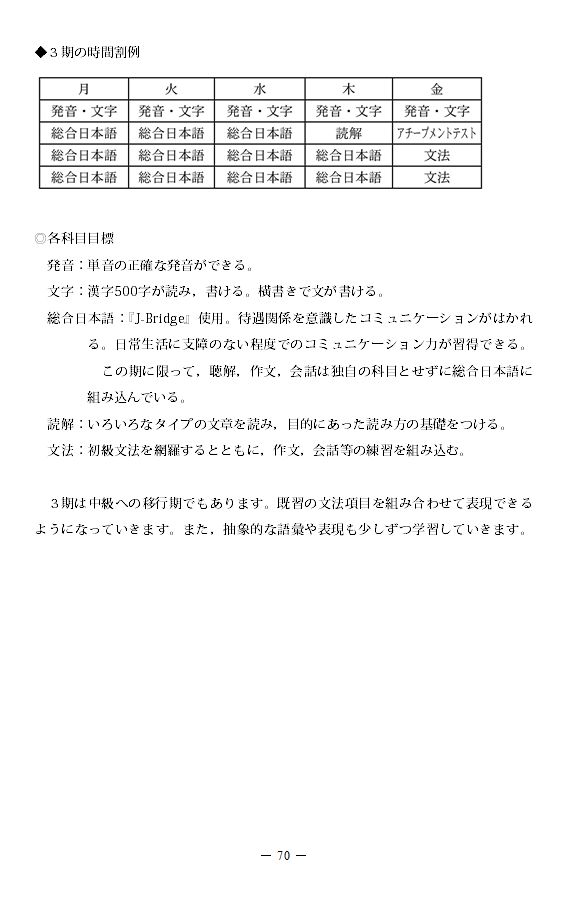 ◆３期の時間割例
月 火 水 木 金
発音・文字 発音・文字 発音・文字 発音・文字 発音・文字
総合日本語 総合日本語 総合日本語 読解 アチーブメントテスト
総合日本語 総合日本語 総合日本語 総合日本語 文法
総合日本語 総合日本語 総合日本語 総合日本語 文法
◎各科目目標
発音：単音の正確な発音ができる。
文字：漢字500字が読み，書ける。横書きで文が書ける。
総合日本語：『J-Bridge』使用。待遇関係を意識したコミュニケーションがはかれ
る。日常生活に支障のない程度でのコミュニケーション力が習得できる。
この期に限って，聴解，作文，会話は独自の科目とせずに総合日本語に
組み込んでいる。
読解：いろいろなタイプの文章を読み，目的にあった読み方の基礎をつける。
文法：初級文法を網羅するとともに，作文，会話等の練習を組み込む。
３期は中級への移行期でもあります。既習の文法項目を組み合わせて表現できる
ようになっていきます。また，抽象的な語彙や表現も少しずつ学習していきます。
― 70 ―